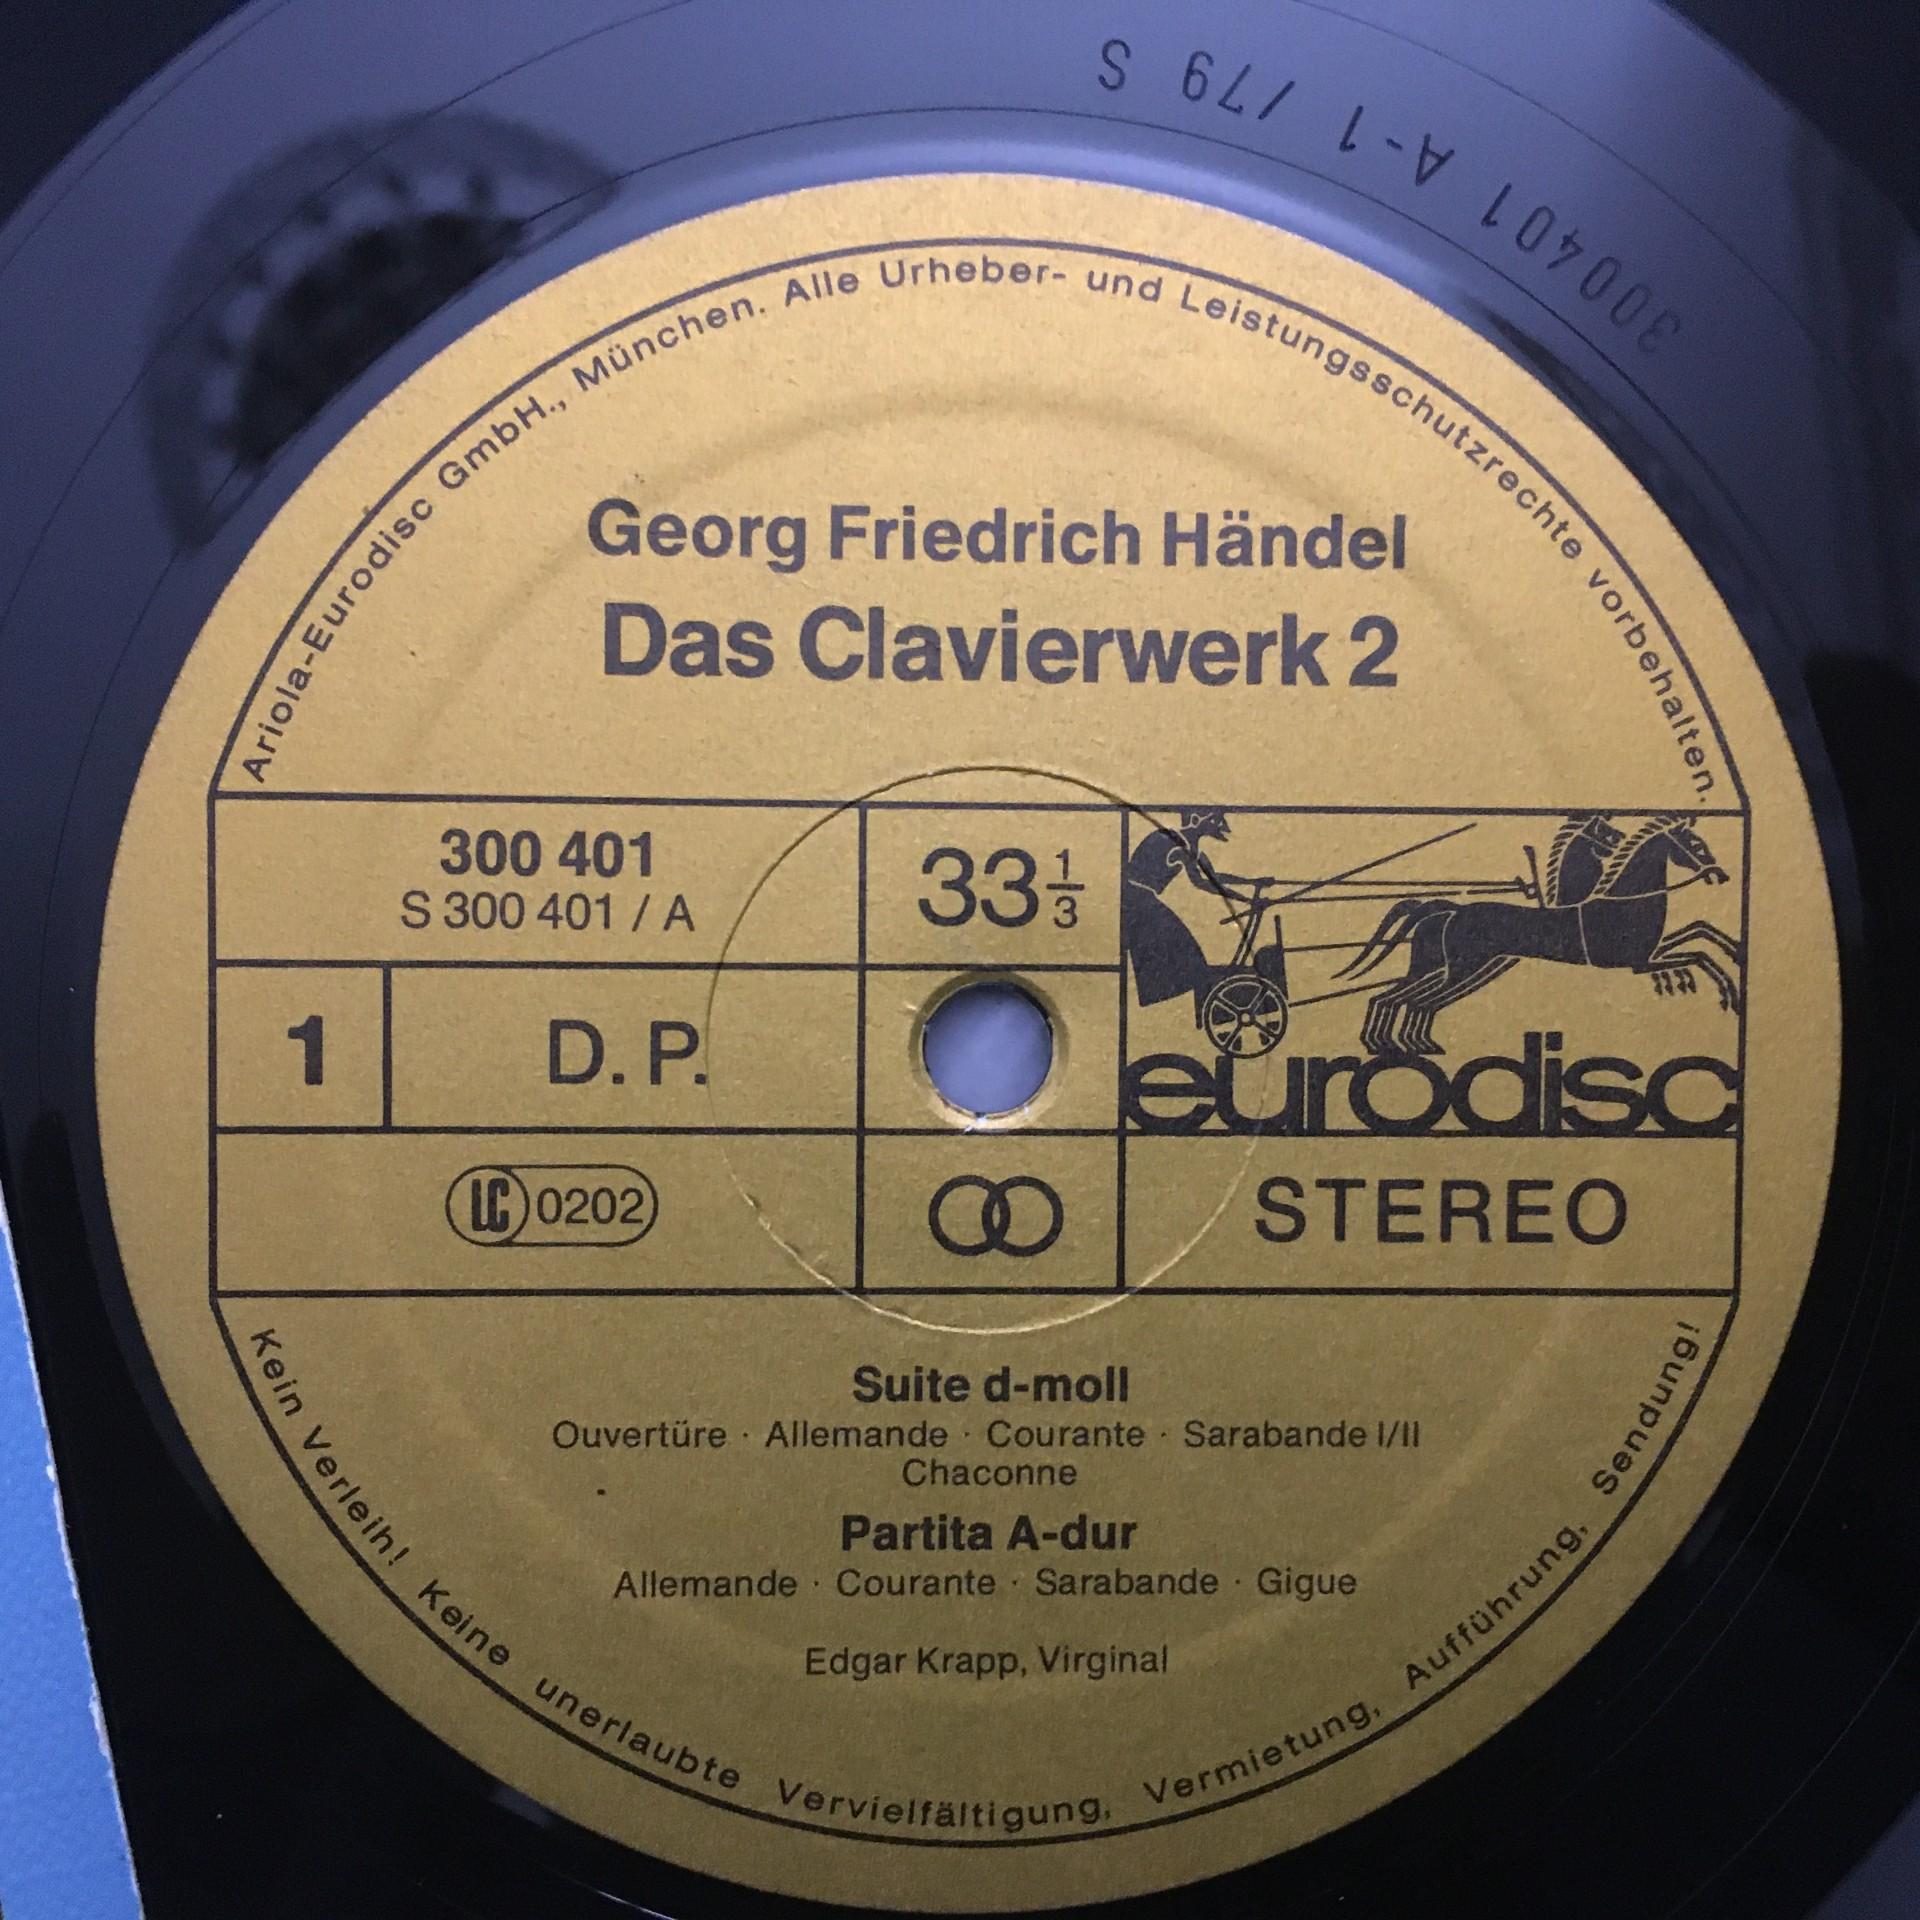 300401 A-1 /79 S
Ariola-Eurodisc GmbH., München. Alle Urheber- und Leistungsschutzrechte vorbehalten.
Georg Friedrich Händel
Das Clavierwerk 2
300 401
S 300 401 / A
33 1/3
1
D. P.
eurodisc
LC 0202
STEREO
Suite d-moll
Ouvertüre · Allemande · Courante · Sarabande I/II
Chaconne
Partita A-dur
Allemande · Courante · Sarabande · Gigue
Edgar Krapp, Virginal
Kein Verleih! Keine unerlaubte Vervielfältigung, Vermietung, Aufführung, Sendung!